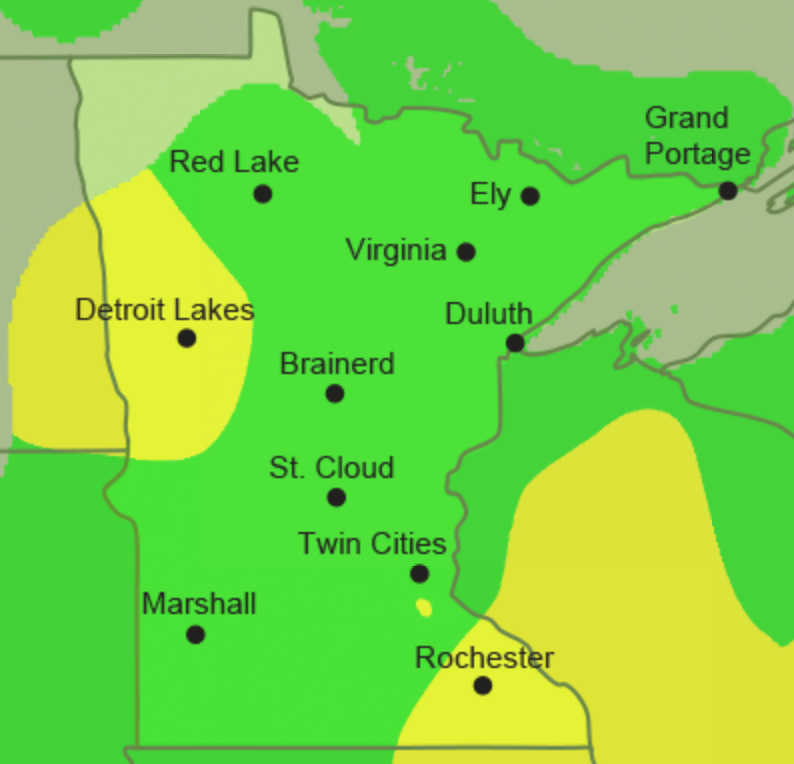 Grand
Portage
Red Lake
Ely
Virginia
Detroit Lakes
Duluth
Brainerd
St. Cloud
Twin Cities
Marshall
Rochester